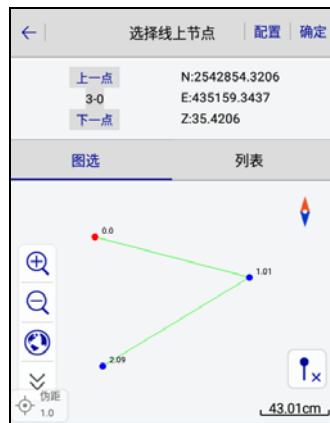 选择线上节点 配置 确定
上一点 N:2542854.3206
3-0 E:435159.3437
下一点 Z:35.4206
图选 列表
0.0
1.01
2.09
伪距
1.0
43.01cm